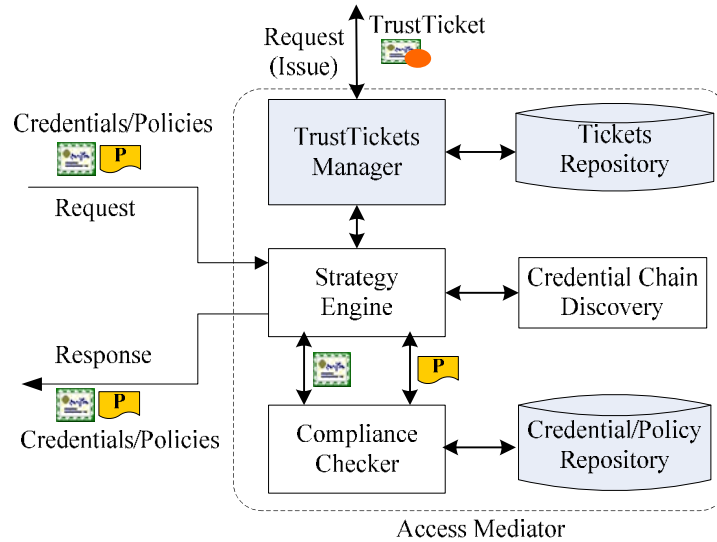 Request
(Issue)
TrustTicket
Credentials/Policies
P
Request
TrustTickets
Manager
Tickets
Repository
Strategy
Engine
Credential Chain
Discovery
Response
P
Credentials/Policies
P
Compliance
Checker
Credential/Policy
Repository
Access Mediator